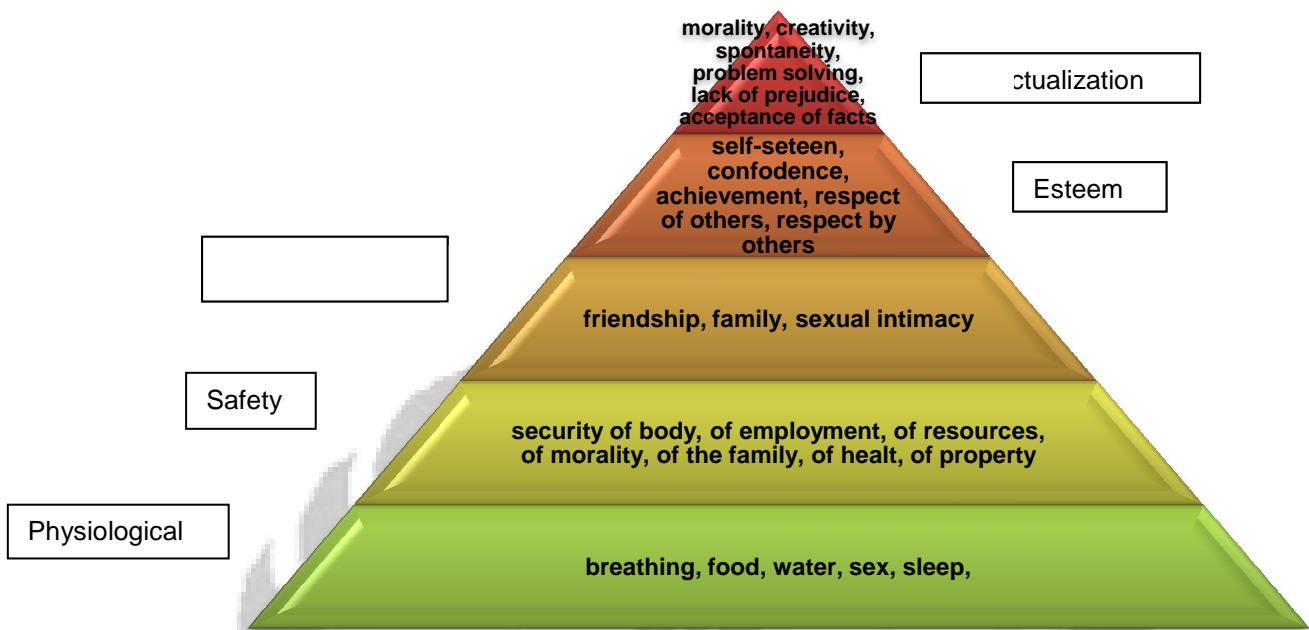 morality, creativity,
spontaneity,
problem solving,
lack of prejudice,
acceptance of facts
ctualization
self-seteen,
confodence,
achievement, respect
of others, respect by
others
Esteem
friendship, family, sexual intimacy
Safety
security of body, of employment, of resources,
of morality, of the family, of healt, of property
Physiological
breathing, food, water, sex, sleep,